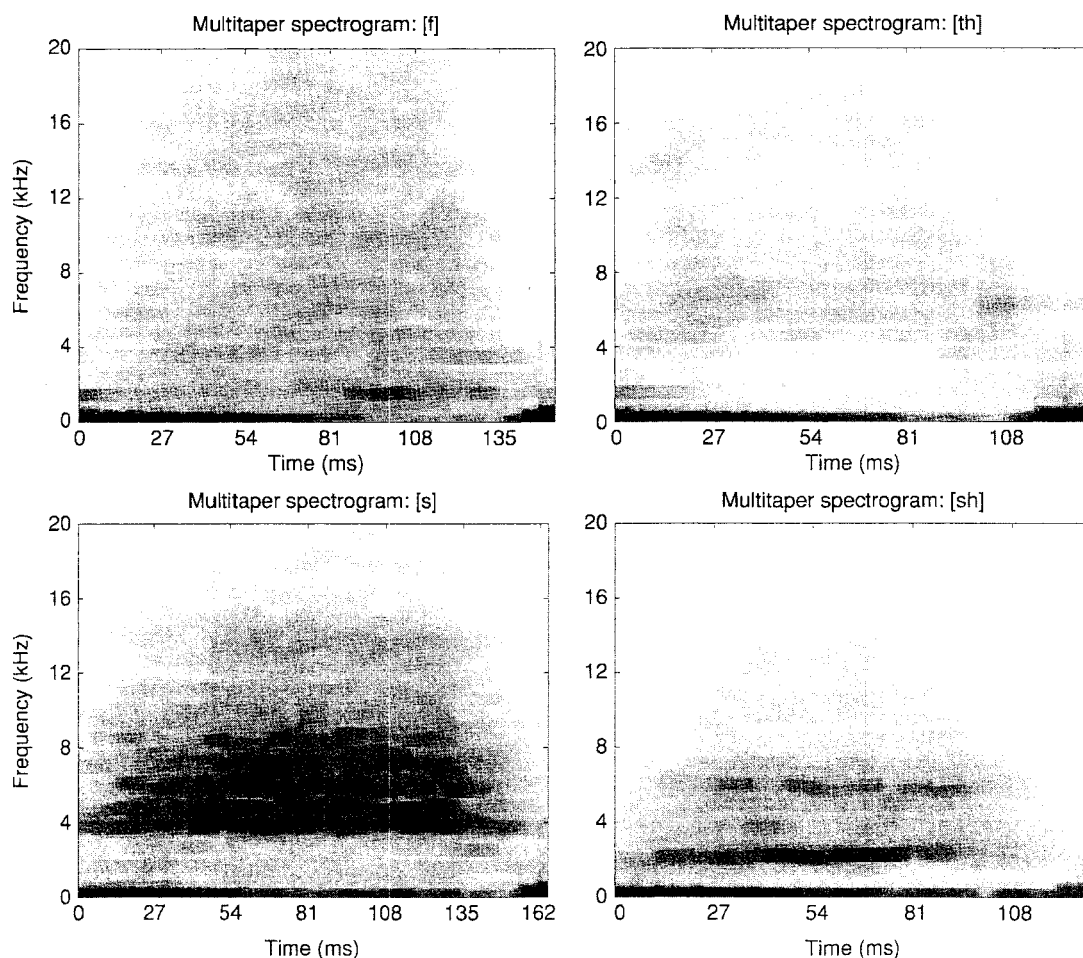 Multitaper spectrogram: [f]
Frequency (kHz)
20
16
12
8
4
0
0 27 54 81 108 135
Time (ms)
Multitaper spectrogram: [th]
20
16
12
8
4
0
0 27 54 81 108
Time (ms)
Multitaper spectrogram: [s]
Frequency (kHz)
20
16
12
8
4
0
0 27 54 81 108 135 162
Time (ms)
Multitaper spectrogram: [sh]
20
16
12
8
4
0
0 27 54 81 108
Time (ms)